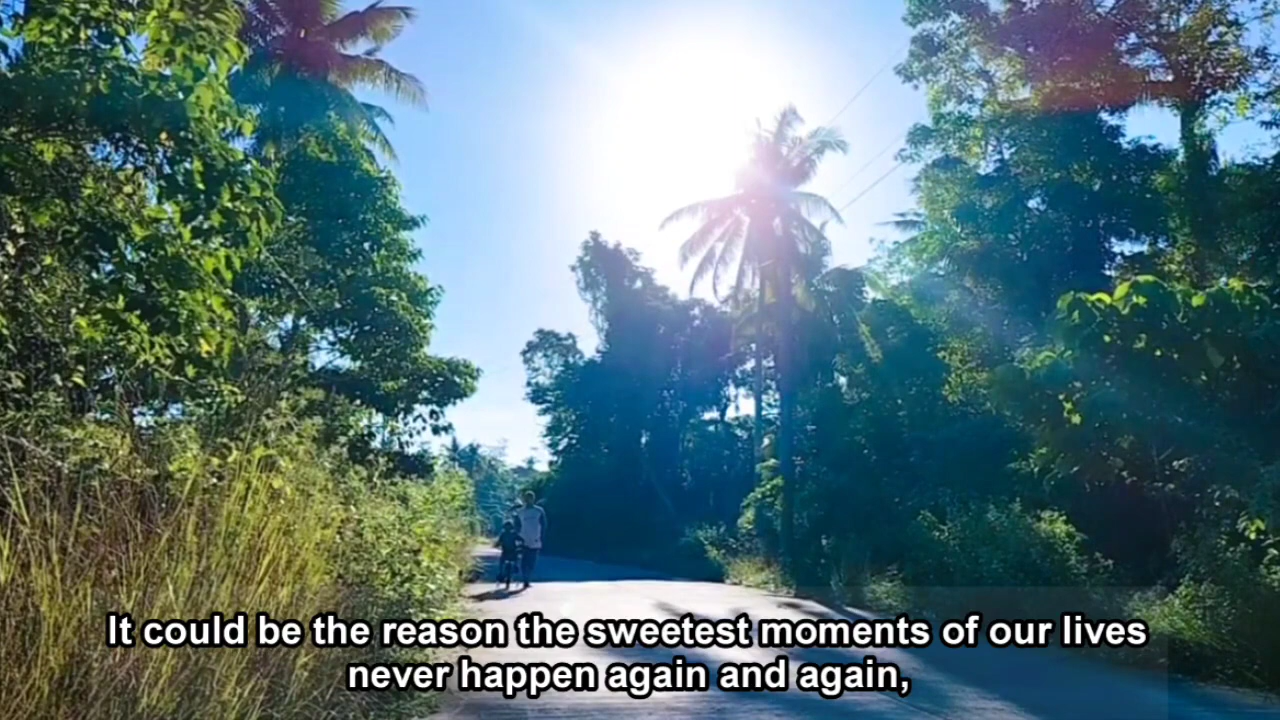 It could be the reason the sweetest moments of our lives
never happen again and again,